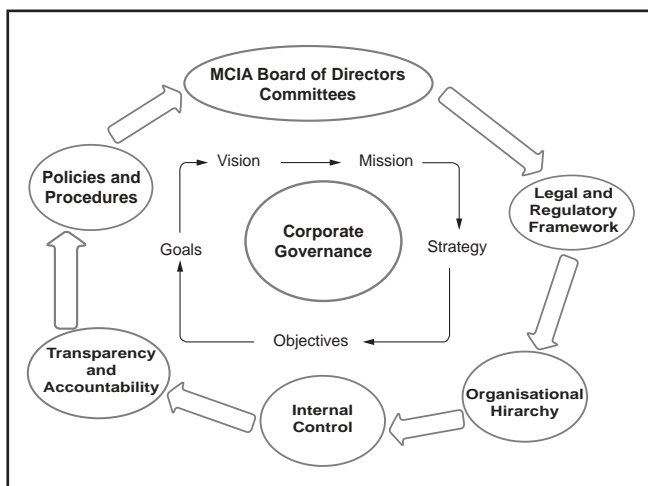 MCIA Board of Directors
Committees
Policies and
Procedures
Vision
Mission
Legal and
Regulatory
Framework
Corporate
Governance
Goals
Strategy
Objectives
Transparency
and
Accountability
Internal
Control
Organisational
Hirarchy